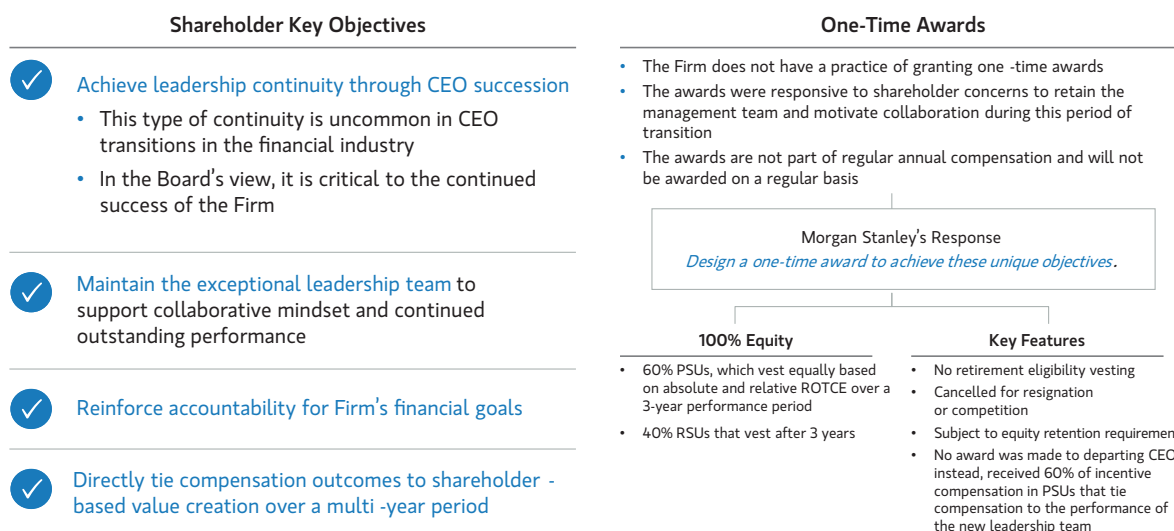 Shareholder Key Objectives
Achieve leadership continuity through CEO succession
• This type of continuity is uncommon in CEO
transitions in the financial industry
• In the Board's view, it is critical to the continued
success of the Firm
Maintain the exceptional leadership team to
support collaborative mindset and continued
outstanding performance
Reinforce accountability for Firm's financial goals
Directly tie compensation outcomes to shareholder -
based value creation over a multi -year period
One-Time Awards
• The Firm does not have a practice of granting one -time awards
• The awards were responsive to shareholder concerns to retain the
management team and motivate collaboration during this period of
transition
• The awards are not part of regular annual compensation and will not
be awarded on a regular basis
Morgan Stanley's Response
Design a one-time award to achieve these unique objectives.
100% Equity
• 60% PSUs, which vest equally based
on absolute and relative ROTCE over a
3-year performance period
• 40% RSUs that vest after 3 years
Key Features
• No retirement eligibility vesting
• Cancelled for resignation
or competition
• Subject to equity retention requiremen
• No award was made to departing CEO
instead, received 60% of incentive
compensation in PSUs that tie
compensation to the performance of
the new leadership team